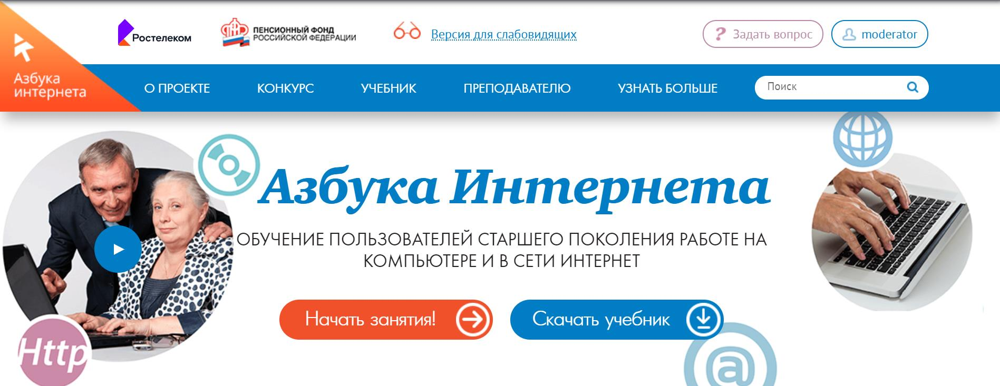 Ростелеком
ПЕНСИОННЫЙ ФОНД
РОССИЙСКОЙ ФЕДЕРАЦИИ
Версия для слабовидящих
? Задать вопрос
moderator
Азбука
интернета
О ПРОЕКТЕ
КОНКУРС
УЧЕБНИК
ПРЕПОДАВАТЕЛЮ
УЗНАТЬ БОЛЬШЕ
Поиск
Азбука Интернета
ОБУЧЕНИЕ ПОЛЬЗОВАТЕЛЕЙ СТАРШЕГО ПОКОЛЕНИЯ РАБОТЕ НА
КОМПЬЮТЕРЕ И В СЕТИ ИНТЕРНЕТ
Начать занятия!
Скачать учебник
Http
@